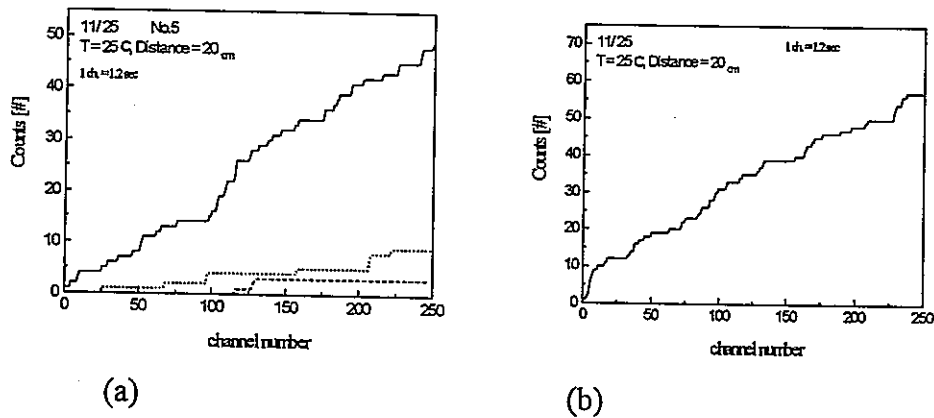 50
40
30
20
10
0
Counts [#]
11/25 No.5
T = 25 C, Distance = 20 cm
1 ch. = 1.2 sec
0 50 100 150 200 250
channel number
(a)
70
60
50
40
30
20
10
0
Counts [#]
11/25 1 ch. = 1.2 sec
T = 25 C, Distance = 20 cm
0 50 100 150 200 250
channel number
(b)